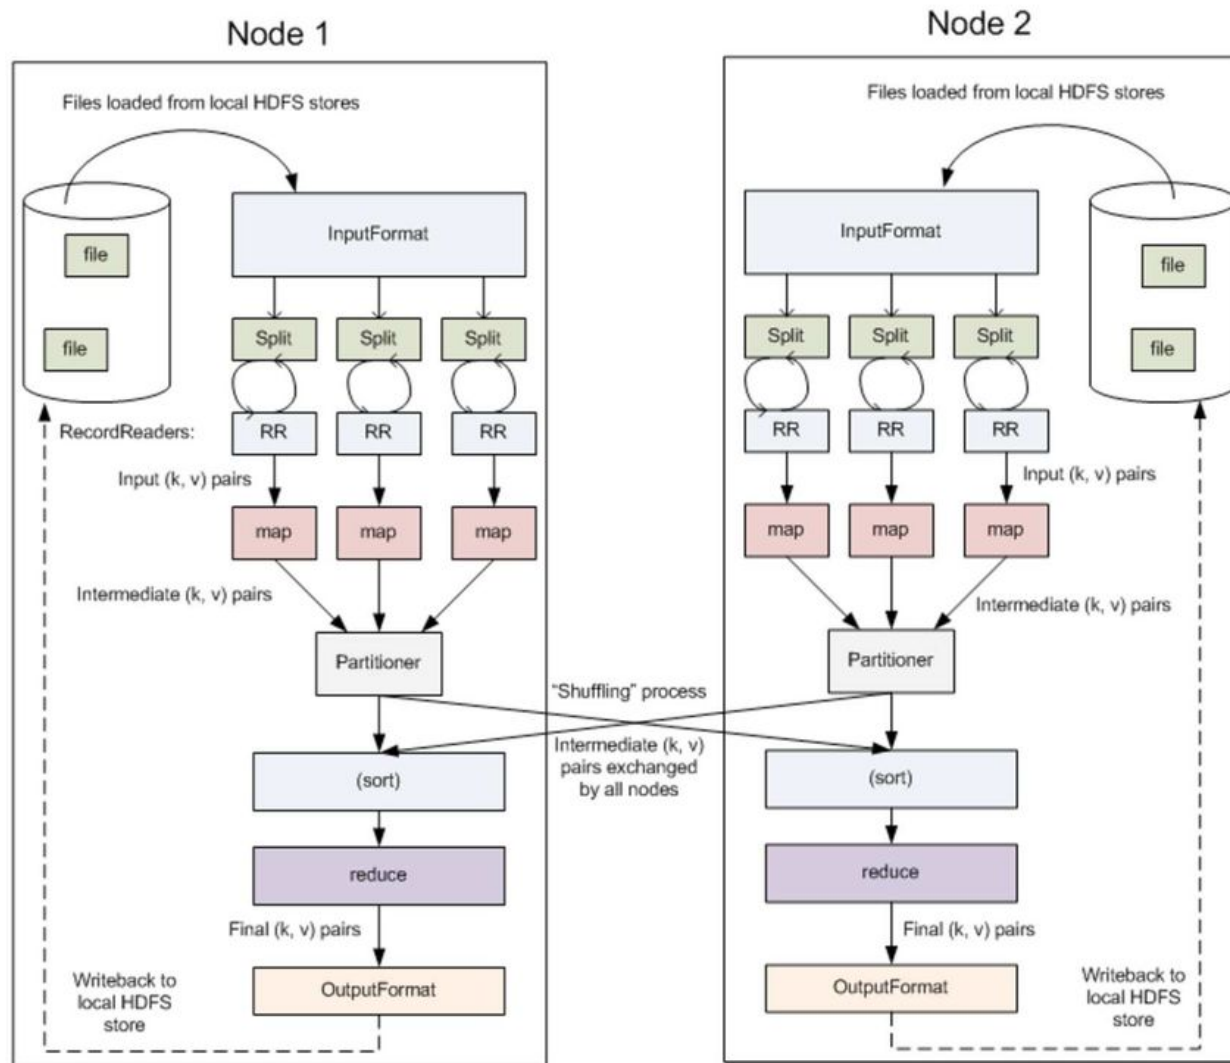 Node 1
Files loaded from local HDFS stores
InputFormat
file
file
Split
Split
Split
RecordReaders:
RR
RR
RR
Input (k, v) pairs
map
map
map
Intermediate (k, v) pairs
Partitioner
"Shuffling" process
Intermediate (k, v)
pairs exchanged
by all nodes
(sort)
reduce
Final (k, v) pairs
Writeback to
local HDFS
store
OutputFormat
Node 2
Files loaded from local HDFS stores
InputFormat
file
file
Split
Split
Split
RR
RR
RR
Input (k, v) pairs
map
map
map
Intermediate (k, v) pairs
Partitioner
(sort)
reduce
Final (k, v) pairs
OutputFormat
Writeback to
local HDFS
store